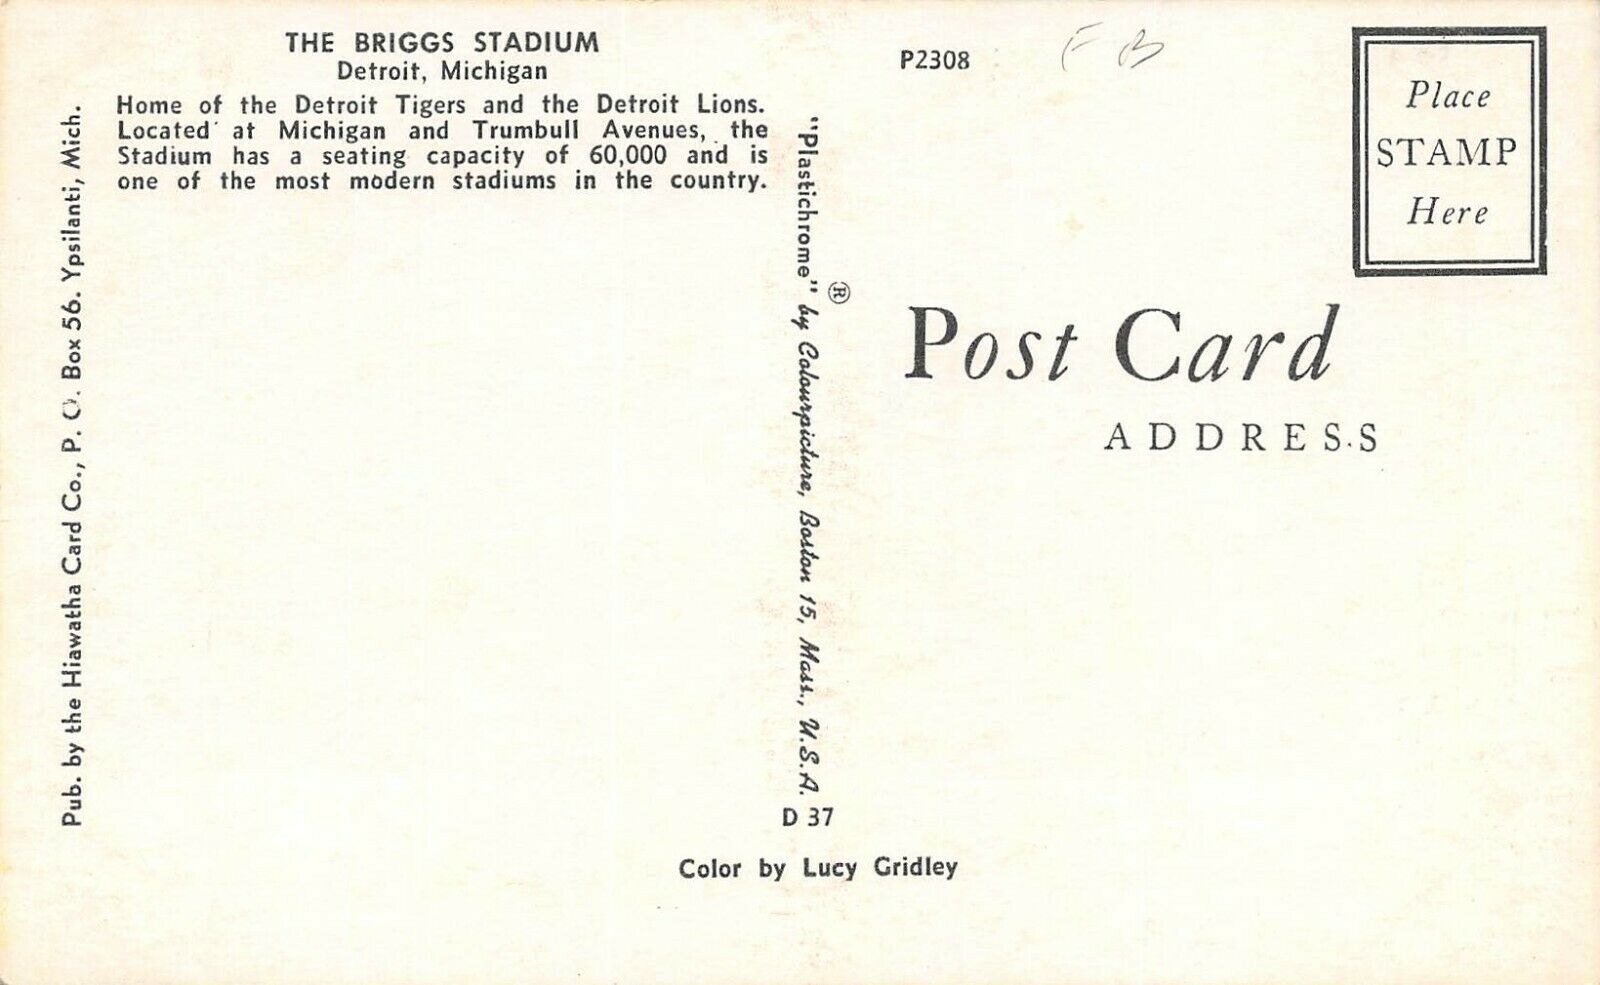 THE BRIGGS STADIUM
Detroit, Michigan
Home of the Detroit Tigers and the Detroit Lions.
Located at Michigan and Trumbull Avenues, the
Stadium has a seating capacity of 60,000 and is
one of the most modern stadiums in the country.
Pub. by the Hiawatha Card Co., P. O. Box 56. Ypsilanti, Mich.
"Plastichrome" ® by Colourpicture, Boston 15, Mass., U.S.A.
D 37
Color by Lucy Gridley
P2308
F B
Place
STAMP
Here
Post Card
ADDRESS